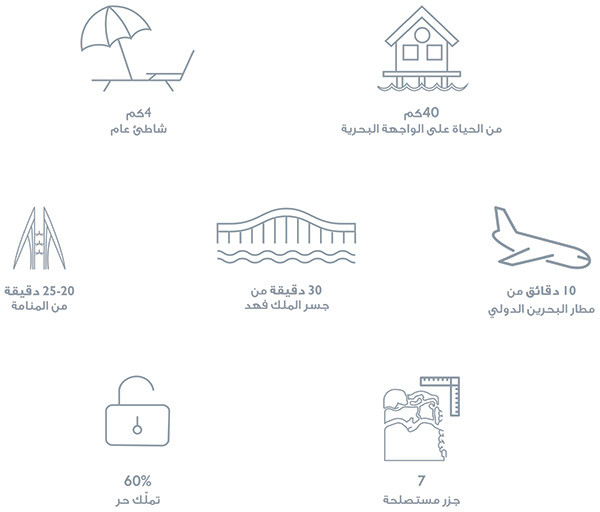 40كم
من الحياة على الواجهة البحرية
4كم
شاطئ عام
10 دقائق من
مطار البحرين الدولي
30 دقيقة من
جسر الملك فهد
25-20 دقيقة
من المنامة
7
جزر مستصلحة
60%
تملّك حر